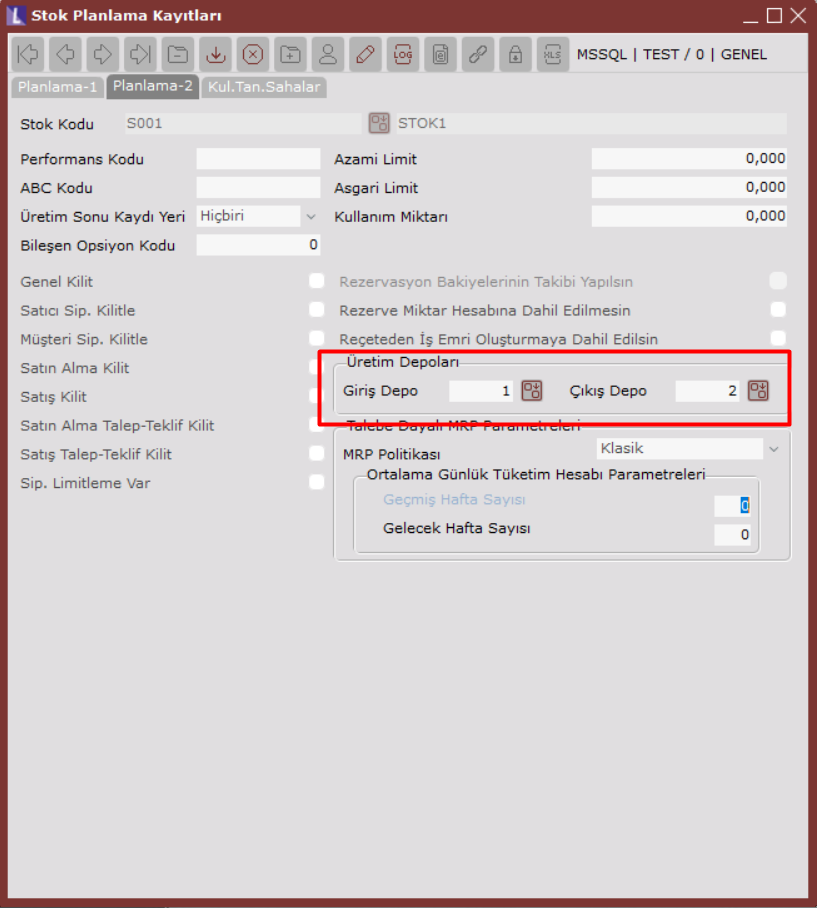 Stok Planlama Kayıtları
LOG
XLS
MSSQL | TEST / 0 | GENEL
Planlama-1 Planlama-2 Kul.Tan.Sahalar
Stok Kodu S001 STOK1
Performans Kodu Azami Limit 0,000
ABC Kodu Asgari Limit 0,000
Üretim Sonu Kaydı Yeri Hiçbiri Kullanım Miktarı 0,000
Bileşen Opsiyon Kodu 0
Genel Kilit Rezervasyon Bakiyelerinin Takibi Yapılsın
Satıcı Sip. Kilitle Rezerve Miktar Hesabına Dahil Edilmesin
Müşteri Sip. Kilitle Reçeteden İş Emri Oluşturmaya Dahil Edilsin
Satın Alma Kilit Üretim Depoları
Satış Kilit Giriş Depo 1 Çıkış Depo 2
Satın Alma Talep-Teklif Kilit Talebe Dayalı MRP Parametreleri
Satış Talep-Teklif Kilit MRP Politikası Klasik
Sip. Limitleme Var Ortalama Günlük Tüketim Hesabı Parametreleri
Geçmiş Hafta Sayısı 0
Gelecek Hafta Sayısı 0